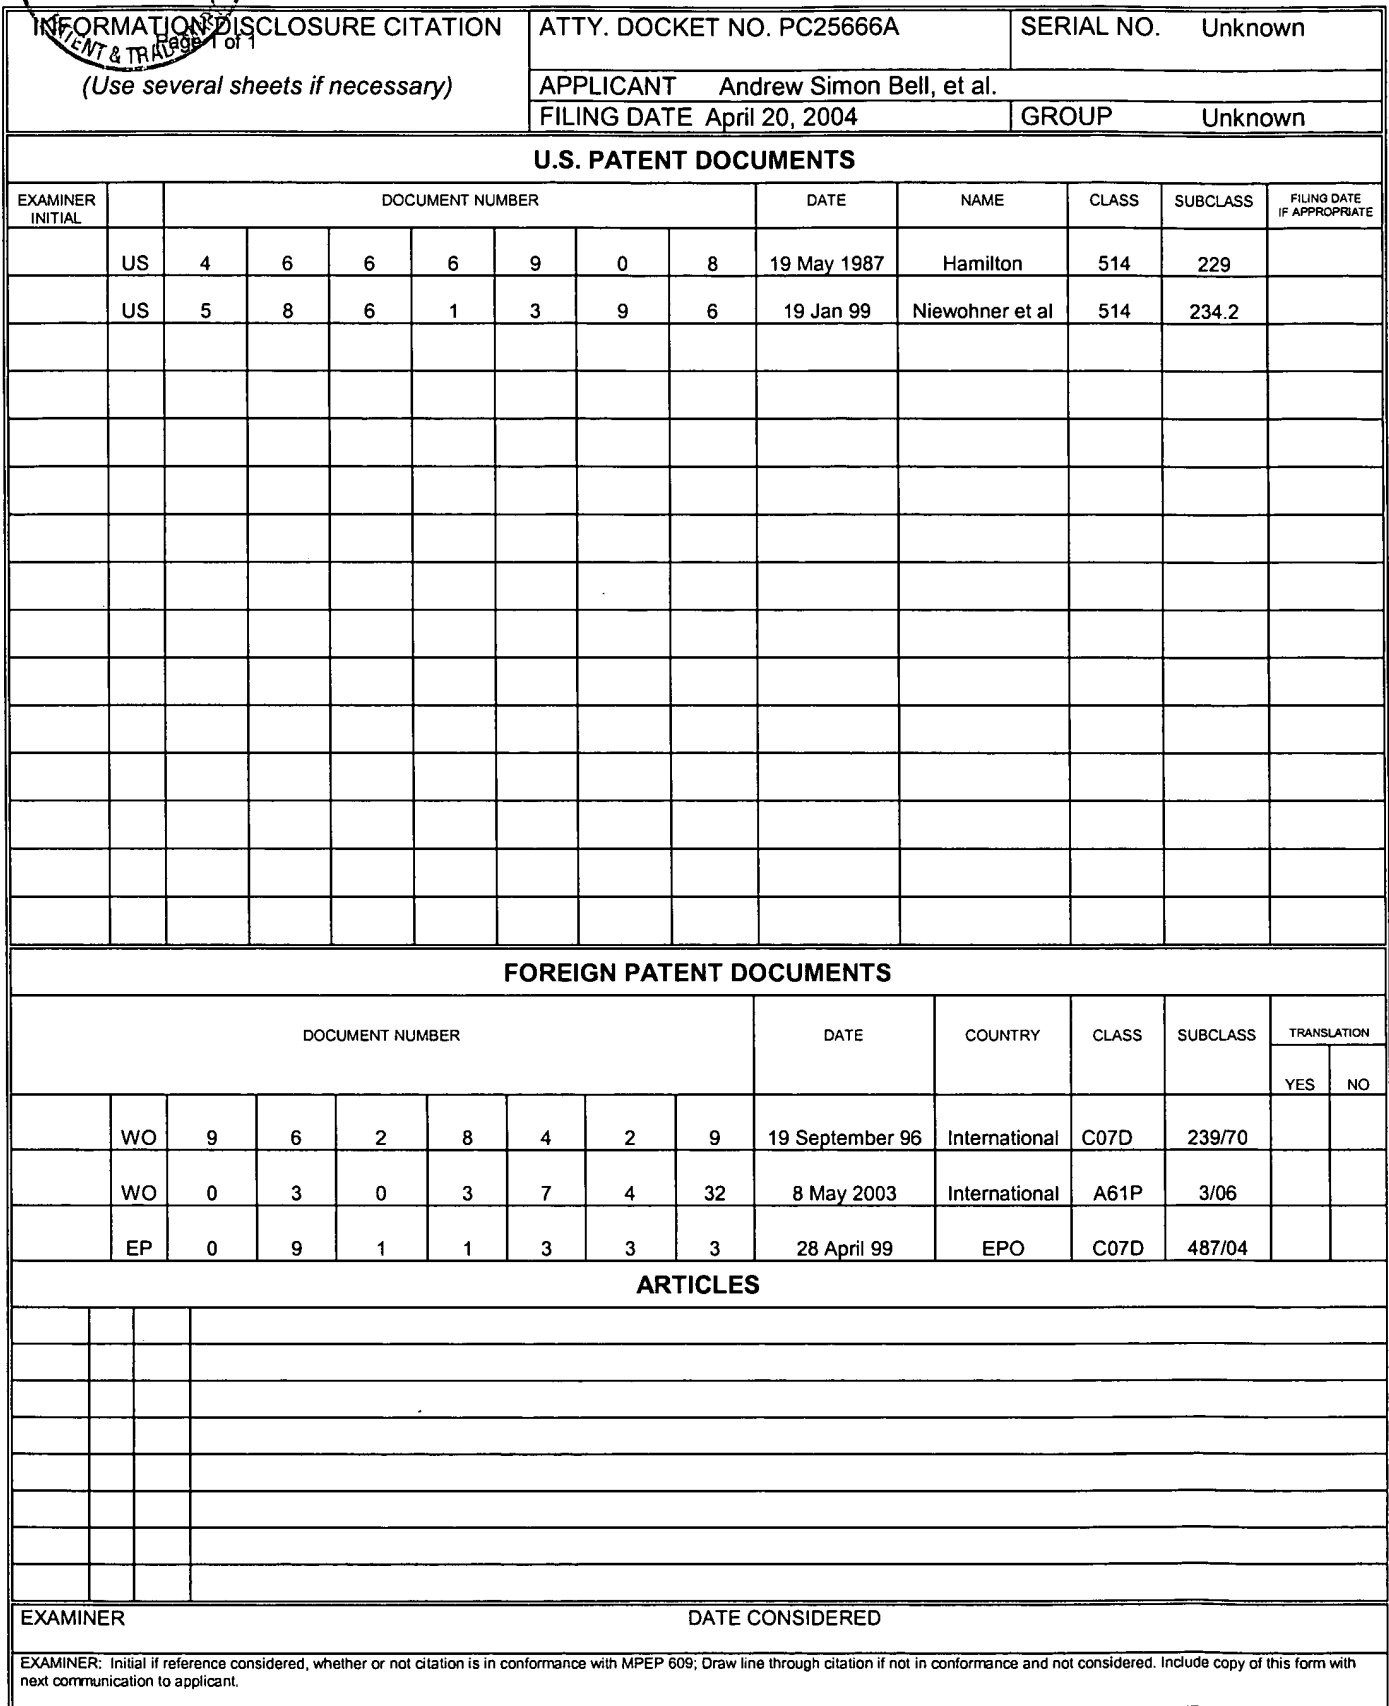 INFORMATION DISCLOSURE CITATION
Page 1 of 1
(Use several sheets if necessary)
ATTY. DOCKET NO. PC25666A
SERIAL NO. Unknown
APPLICANT Andrew Simon Bell, et al.
FILING DATE April 20, 2004
GROUP Unknown
U.S. PATENT DOCUMENTS
EXAMINER INITIAL DOCUMENT NUMBER DATE NAME CLASS SUBCLASS FILING DATE IF APPROPRIATE
US 4 6 6 6 9 0 8 19 May 1987 Hamilton 514 229
US 5 8 6 1 3 9 6 19 Jan 99 Niewohner et al 514 234.2
FOREIGN PATENT DOCUMENTS
DOCUMENT NUMBER DATE COUNTRY CLASS SUBCLASS TRANSLATION
YES NO
WO 9 6 2 8 4 2 9 19 September 96 International C07D 239/70
WO 0 3 0 3 7 4 32 8 May 2003 International A61P 3/06
EP 0 9 1 1 3 3 3 28 April 99 EPO C07D 487/04
ARTICLES
EXAMINER DATE CONSIDERED
EXAMINER: Initial if reference considered, whether or not citation is in conformance with MPEP 609; Draw line through citation if not in conformance and not considered. Include copy of this form with
next communication to applicant.